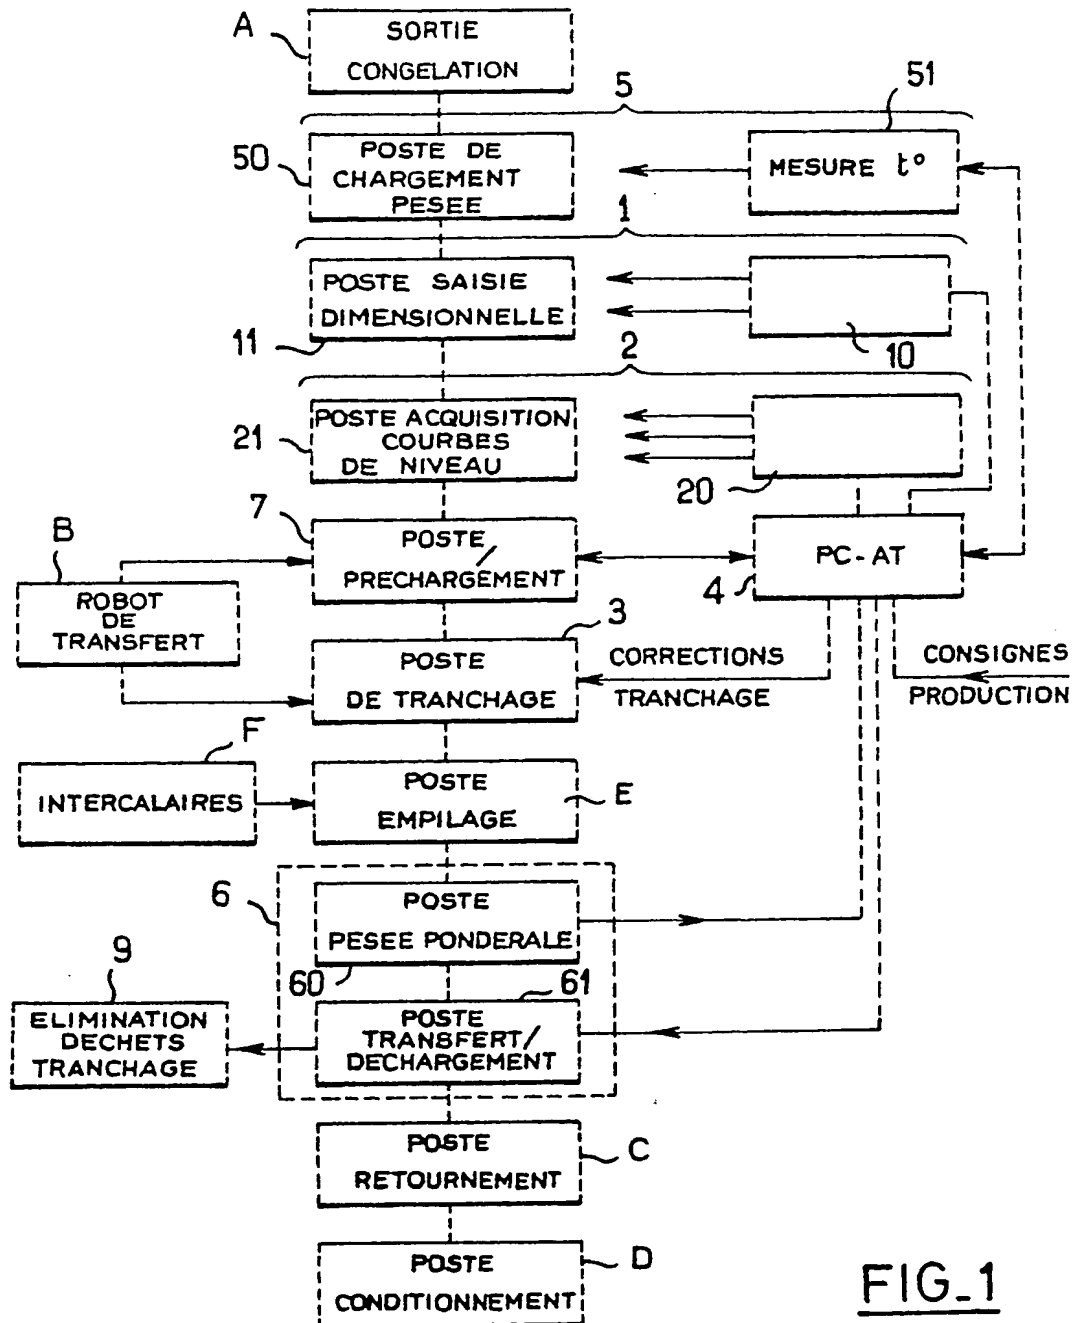 A
SORTIE
CONGELATION
5
51
50
POSTE DE
CHARGEMENT
PESEE
MESURE t°
1
POSTE SAISIE
DIMENSIONNELLE
11
10
2
21
POSTE ACQUISITION
COURBES
DE NIVEAU
20
7
POSTE
PRECHARGEMENT
PC-AT
4
B
ROBOT
DE
TRANSFERT
3
POSTE
DE TRANCHAGE
CORRECTIONS
TRANCHAGE
CONSIGNES
PRODUCTION
F
INTERCALAIRES
POSTE
EMPILAGE
E
6
POSTE
PESEE PONDERALE
60
61
9
ELIMINATION
DECHETS
TRANCHAGE
POSTE
TRANSFERT/
DECHARGEMENT
POSTE
RETOURNEMENT
C
POSTE
CONDITIONNEMENT
D
FIG_1